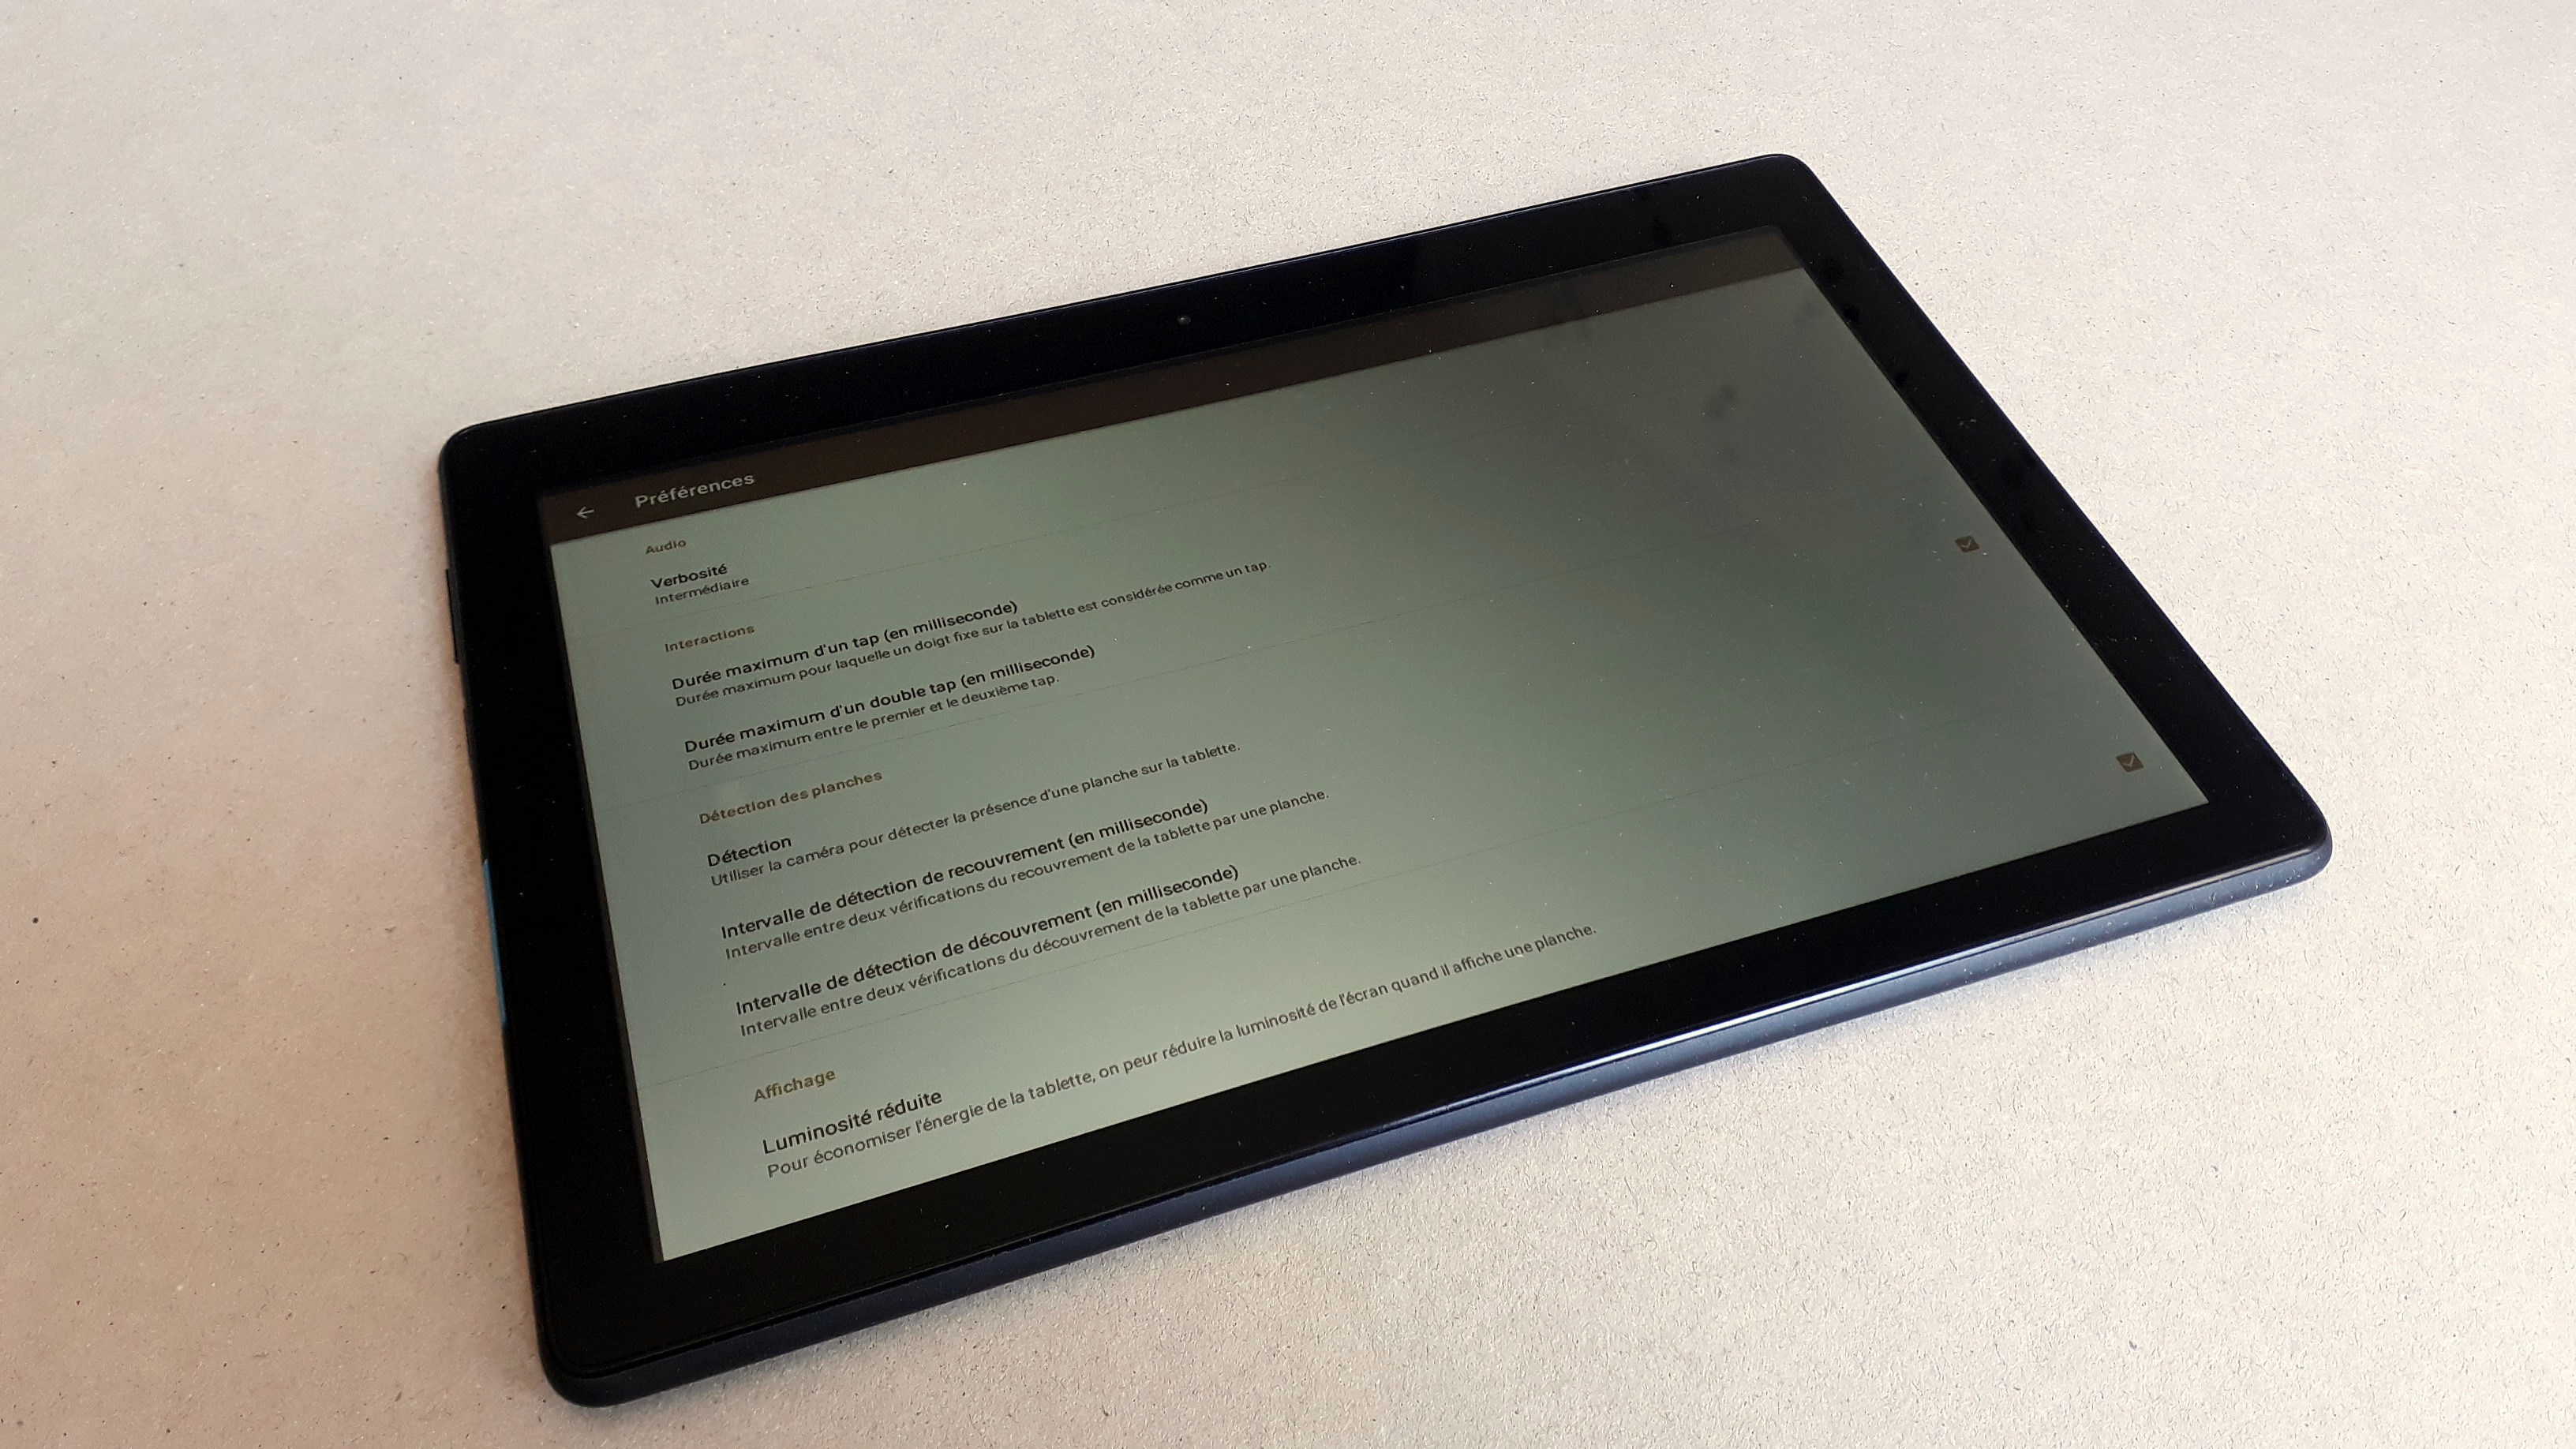 Préférences
Audio
Verbosité
Intermédiaire
Interactions
Durée maximum d'un tap (en milliseconde)
Durée maximum pour laquelle un doigt fixe sur la tablette est considérée comme un tap.
Durée maximum d'un double tap (en milliseconde)
Durée maximum entre le premier et le deuxième tap.
Détection des planches
Détection
Utiliser la caméra pour détecter la présence d'une planche sur la tablette.
Intervalle de détection de recouvrement (en milliseconde)
Intervalle entre deux vérifications du recouvrement de la tablette par une planche.
Intervalle de détection de découvrement (en milliseconde)
Intervalle entre deux vérifications du découvrement de la tablette par une planche.
Affichage
Luminosité réduite
Pour économiser l'énergie de la tablette, on peur réduire la luminosité de l'écran quand il affiche une planche.